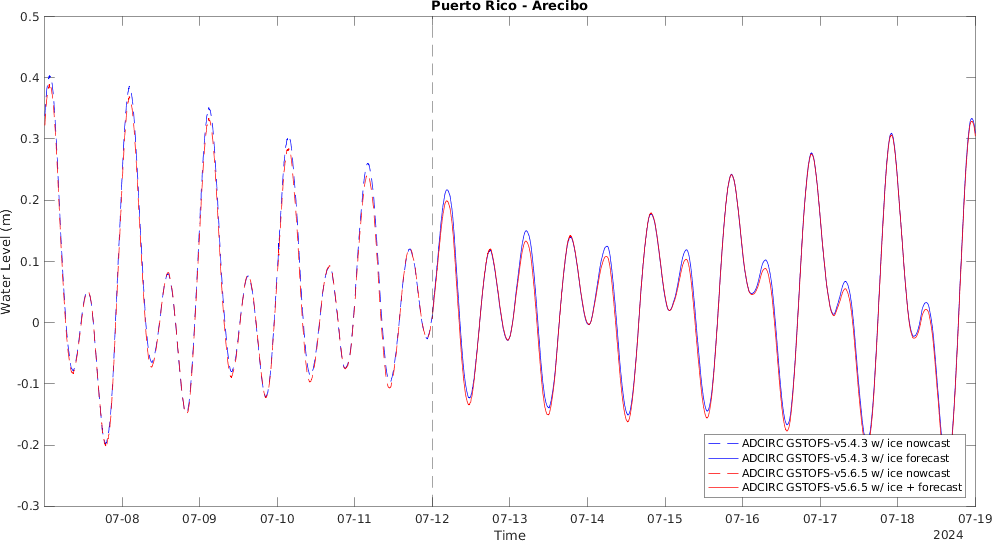 Puerto Rico - Arecibo
0.5
0.4
0.3
0.2
0.1
0
-0.1
-0.2
-0.3
Water Level (m)
ADCIRC GSTOFS-v5.4.3 w/ ice nowcast
ADCIRC GSTOFS-v5.4.3 w/ ice forecast
ADCIRC GSTOFS-v5.6.5 w/ ice nowcast
ADCIRC GSTOFS-v5.6.5 w/ ice + forecast
07-08 07-09 07-10 07-11 07-12 07-13 07-14 07-15 07-16 07-17 07-18 07-19
Time
2024